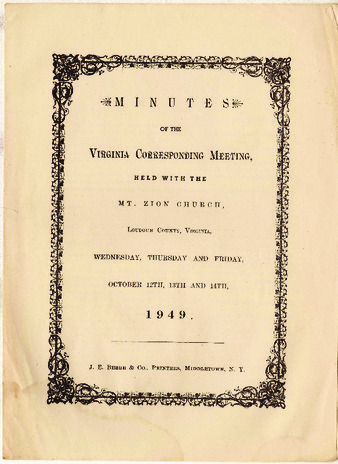 MINUTES
OF THE
VIRGINIA CORRESPONDING MEETING,
HELD WITH THE
MT. ZION CHURCH,
LOUDOUN COUNTY, VIRGINIA,
WEDNESDAY, THURSDAY AND FRIDAY,
OCTOBER 12TH, 13TH AND 14TH,
1949.
J. E. BEEBE & CO., PRINTERS, MIDDLETOWN, N. Y.